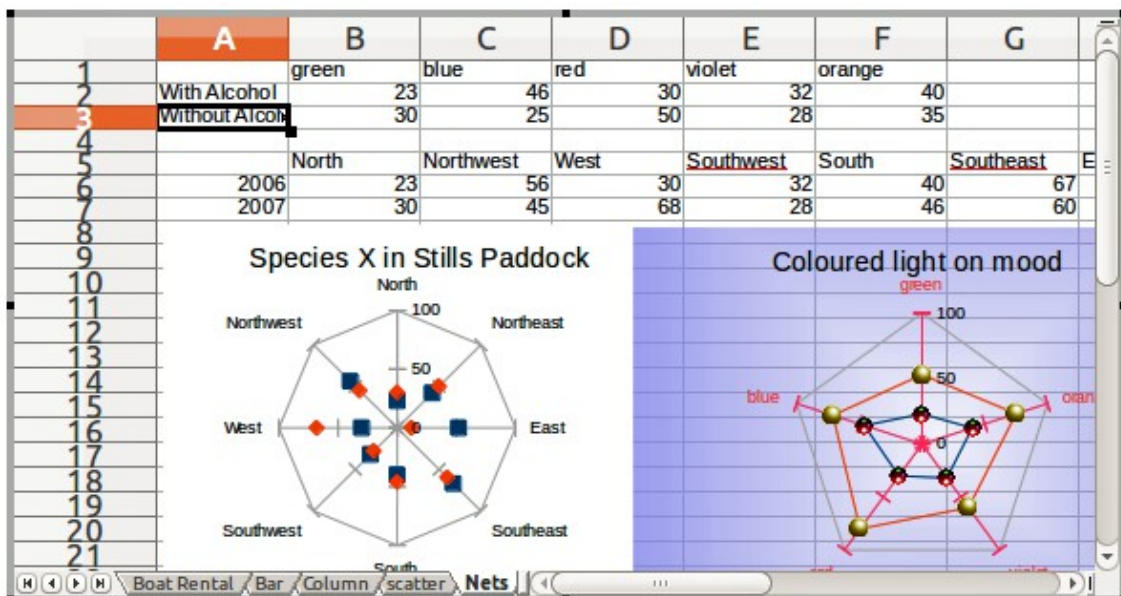 A B C D E F G
1 green blue red violet orange
2 With Alcohol 23 46 30 32 40
3 Without Alcoh 30 25 50 28 35
4
5 North Northwest West Southwest South Southeast E
6 2006 23 56 30 32 40 67
7 2007 30 45 68 28 46 60
8
9
10
11
12
13
14
15
16
17
18
19
20
21
Species X in Stills Paddock
North
100
Northwest
Northeast
50
West
0
East
Southwest
Southeast
South
Coloured light on mood
green
100
50
blue
oran
0
red
violet
Boat Rental Bar Column scatter Nets